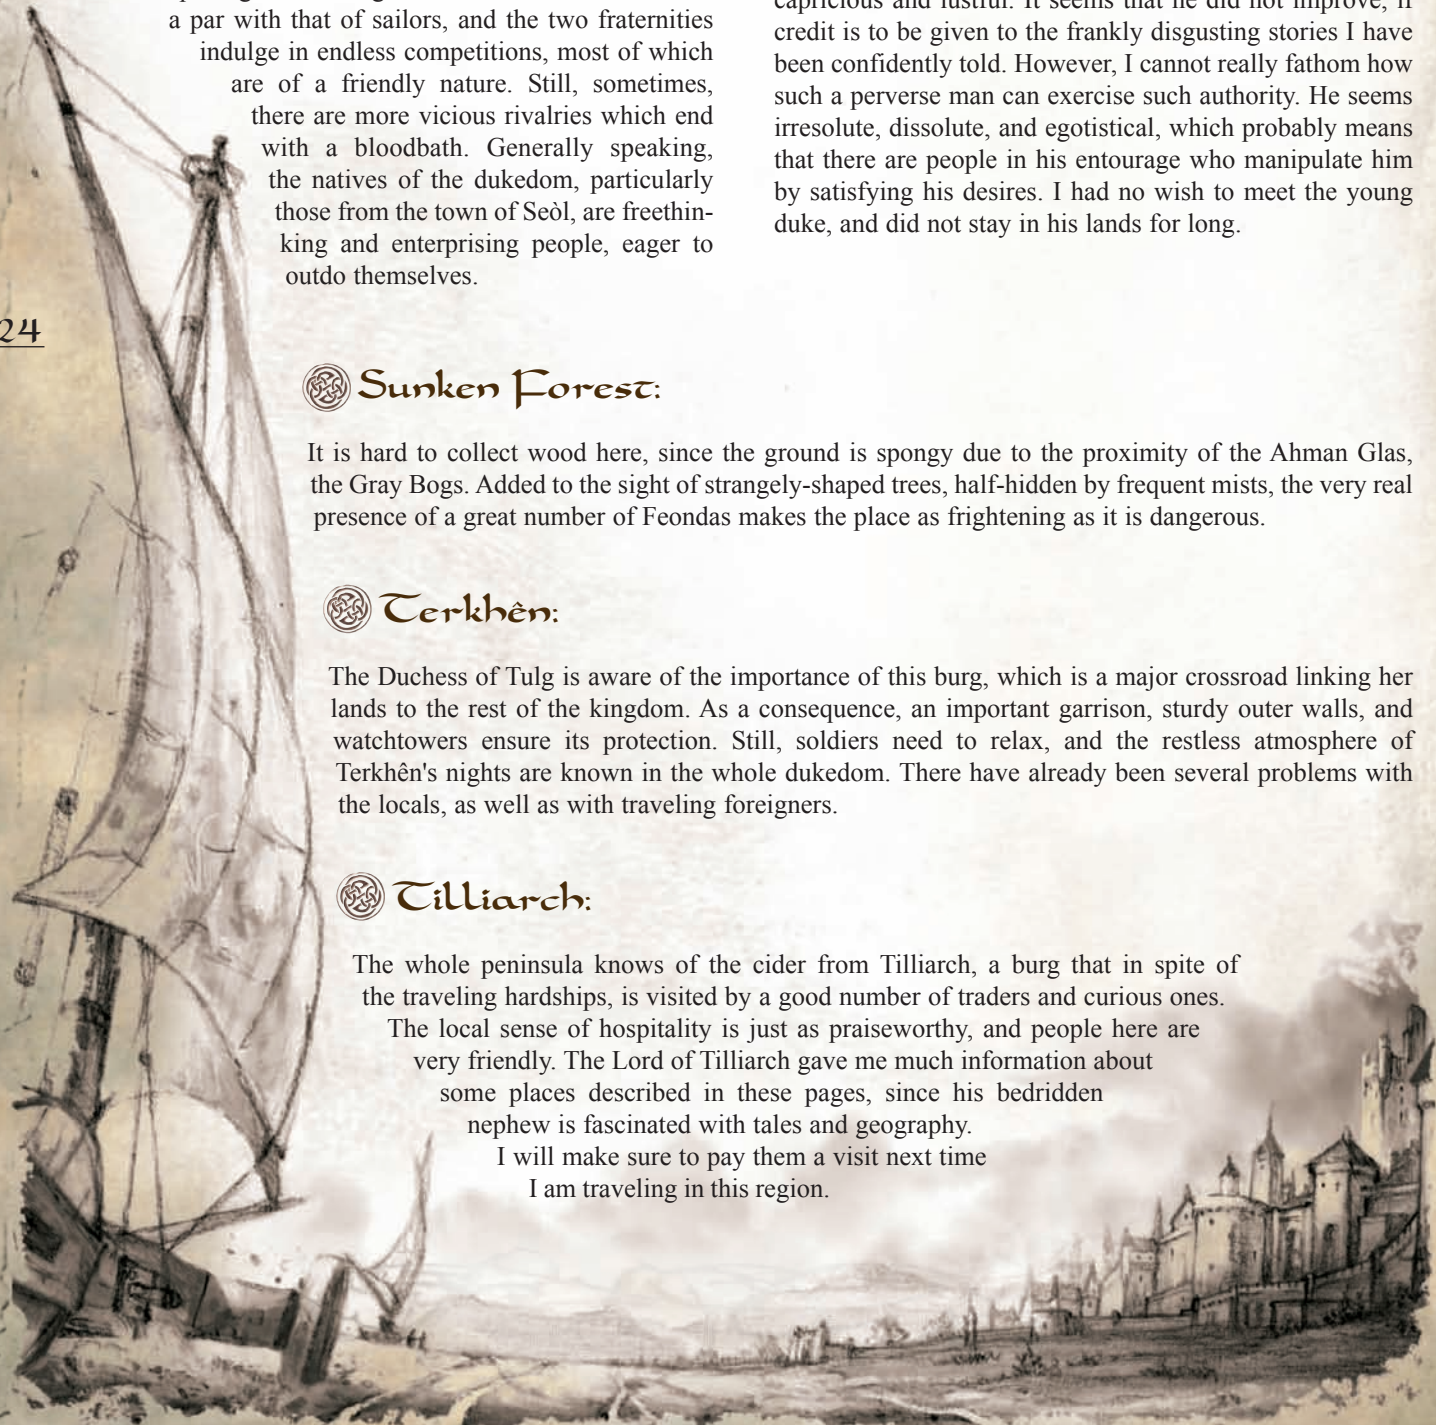 a par with that of sailors, and the two fraternities
indulge in endless competitions, most of which
are of a friendly nature. Still, sometimes,
there are more vicious rivalries which end
with a bloodbath. Generally speaking,
the natives of the dukedom, particularly
those from the town of Seòl, are freethin-
king and enterprising people, eager to
outdo themselves.
capricious and lustful. It seems that he did not improve, if
credit is to be given to the frankly disgusting stories I have
been confidently told. However, I cannot really fathom how
such a perverse man can exercise such authority. He seems
irresolute, dissolute, and egotistical, which probably means
that there are people in his entourage who manipulate him
by satisfying his desires. I had no wish to meet the young
duke, and did not stay in his lands for long.
24
Sunken Forest:
It is hard to collect wood here, since the ground is spongy due to the proximity of the Ahman Glas,
the Gray Bogs. Added to the sight of strangely-shaped trees, half-hidden by frequent mists, the very real
presence of a great number of Feondas makes the place as frightening as it is dangerous.
Terkhên:
The Duchess of Tulg is aware of the importance of this burg, which is a major crossroad linking her
lands to the rest of the kingdom. As a consequence, an important garrison, sturdy outer walls, and
watchtowers ensure its protection. Still, soldiers need to relax, and the restless atmosphere of
Terkhên's nights are known in the whole dukedom. There have already been several problems with
the locals, as well as with traveling foreigners.
Tilliarch:
The whole peninsula knows of the cider from Tilliarch, a burg that in spite of
the traveling hardships, is visited by a good number of traders and curious ones.
The local sense of hospitality is just as praiseworthy, and people here are
very friendly. The Lord of Tilliarch gave me much information about
some places described in these pages, since his bedridden
nephew is fascinated with tales and geography.
I will make sure to pay them a visit next time
I am traveling in this region.